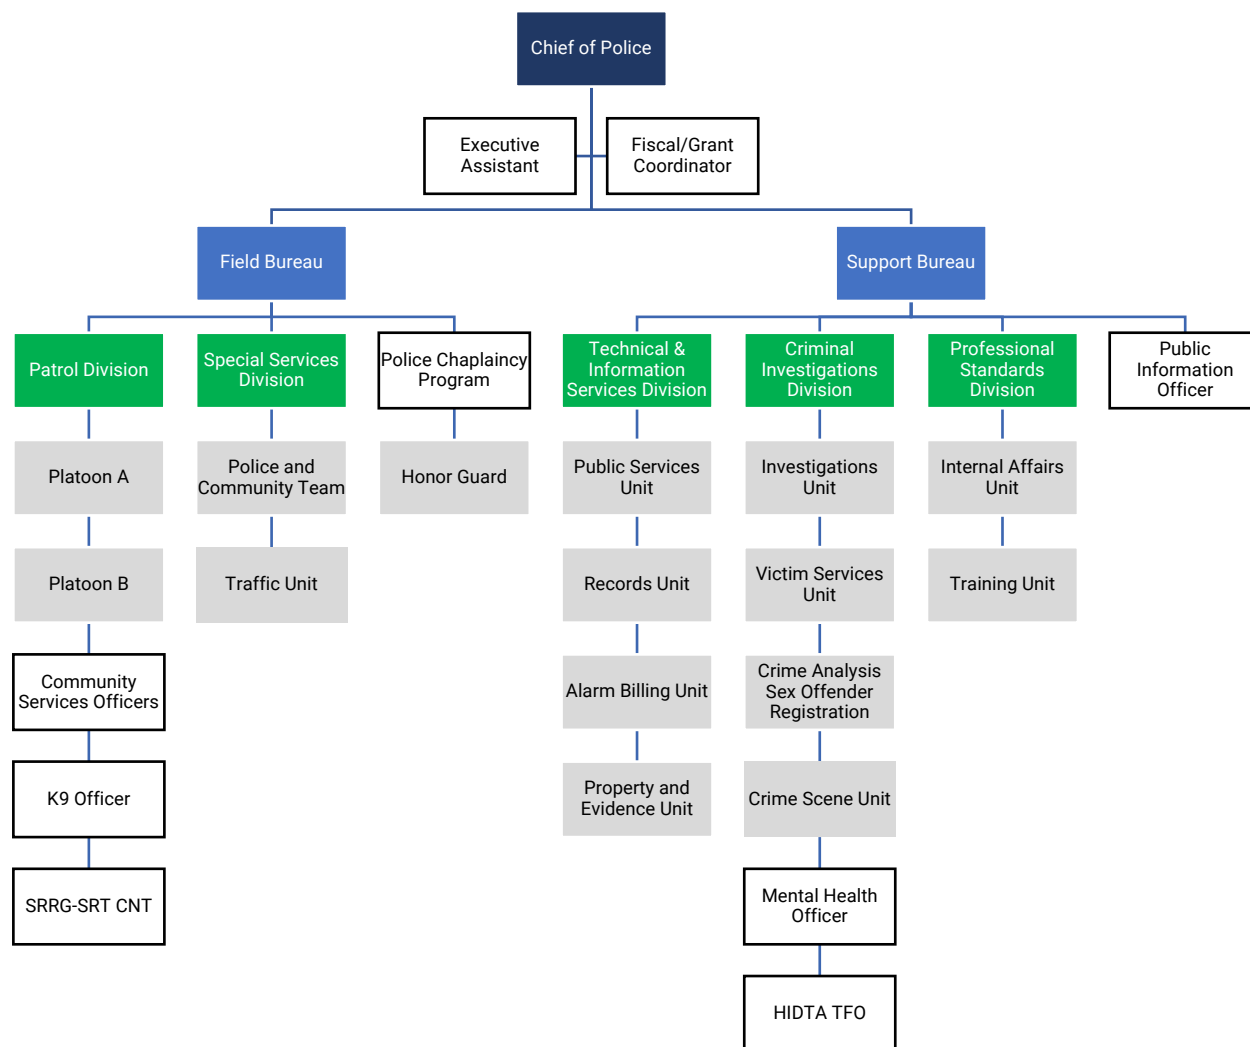 Chief of Police
Executive
Assistant
Fiscal/Grant
Coordinator
Field Bureau
Support Bureau
Patrol Division
Special Services
Division
Police Chaplaincy
Program
Technical &
Information
Services Division
Criminal
Investigations
Division
Professional
Standards
Division
Public
Information
Officer
Platoon A
Police and
Community Team
Honor Guard
Public Services
Unit
Investigations
Unit
Internal Affairs
Unit
Platoon B
Traffic Unit
Records Unit
Victim Services
Unit
Training Unit
Community
Services Officers
Alarm Billing Unit
Crime Analysis
Sex Offender
Registration
K9 Officer
Property and
Evidence Unit
Crime Scene Unit
SRRG-SRT CNT
Mental Health
Officer
HIDTA TFO